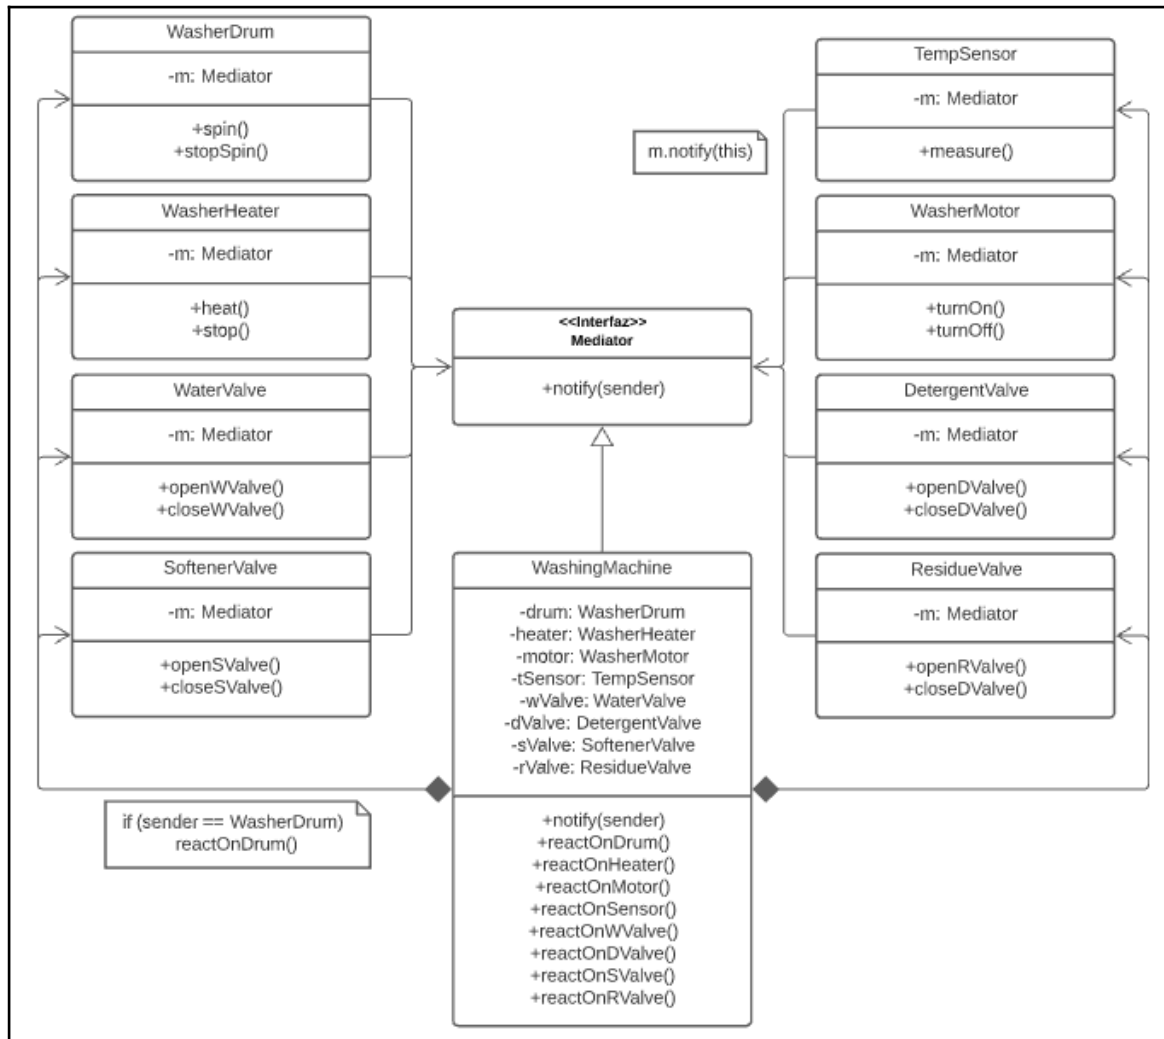 WasherDrum
-m: Mediator
+spin()
+stopSpin()
WasherHeater
-m: Mediator
+heat()
+stop()
WaterValve
-m: Mediator
+openWValve()
+closeWValve()
SoftenerValve
-m: Mediator
+openSValve()
+closeSValve()
if (sender == WasherDrum)
reactOnDrum()
<<Interfaz>>
Mediator
+notify(sender)
WashingMachine
-drum: WasherDrum
-heater: WasherHeater
-motor: WasherMotor
-tSensor: TempSensor
-wValve: WaterValve
-dValve: DetergentValve
-sValve: SoftenerValve
-rValve: ResidueValve
+notify(sender)
+reactOnDrum()
+reactOnHeater()
+reactOnMotor()
+reactOnSensor()
+reactOnWValve()
+reactOnDValve()
+reactOnSValve()
+reactOnRValve()
m.notify(this)
TempSensor
-m: Mediator
+measure()
WasherMotor
-m: Mediator
+turnOn()
+turnOff()
DetergentValve
-m: Mediator
+openDValve()
+closeDValve()
ResidueValve
-m: Mediator
+openRValve()
+closeDValve()